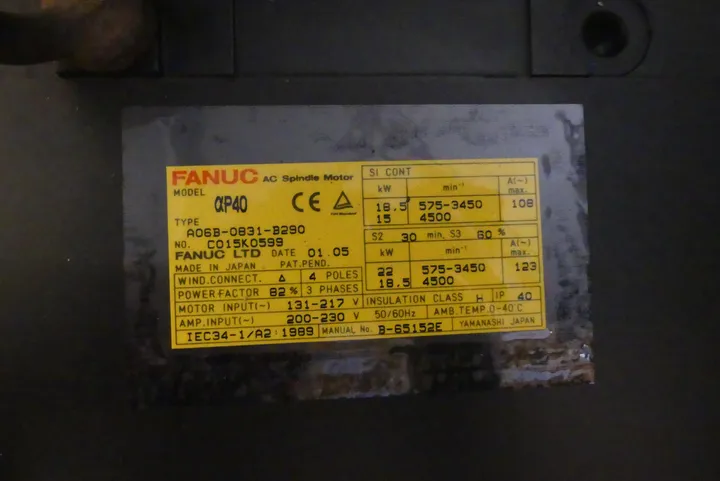 FANUC AC Spindle Motor
MODEL αP40
TYPE A06B-0831-B290
NO. C015K0599
FANUC LTD DATE 01.05
MADE IN JAPAN PAT.PEND.
S1 CONT
kW min⁻¹ A(~) max.
18.5 575-3450 108
15 4500
S2 30 min, S3 60 %
kW min⁻¹ A(~) max.
22 575-3450 123
18.5 4500
WIND.CONNECT. Δ 4 POLES
POWER FACTOR 82 % 3 PHASES
MOTOR INPUT(~) 131-217 V INSULATION CLASS H IP 40
AMP.INPUT(~) 200-230 V 50/60Hz AMB.TEMP.0-40°C
IEC34-1/A2:1989 MANUAL No. B-65152E YAMANASHI JAPAN